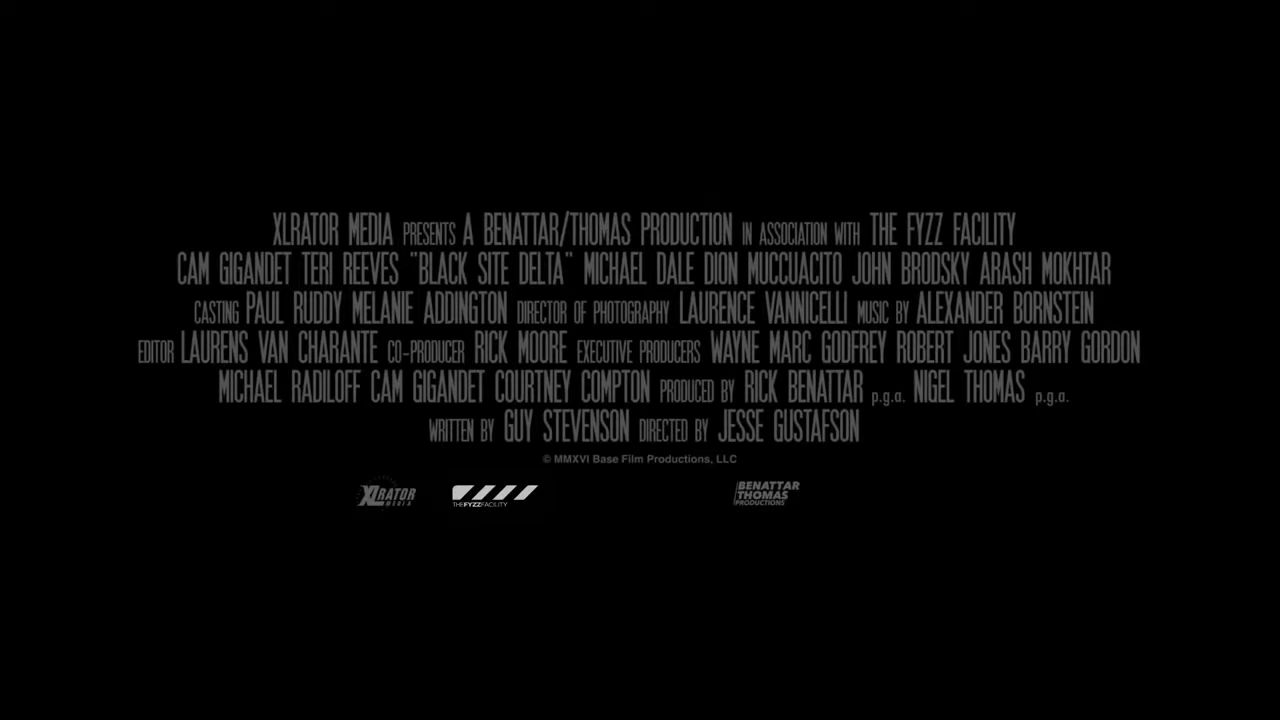 XLRATOR MEDIA PRESENTS A BENATTAR/THOMAS PRODUCTION IN ASSOCIATION WITH THE FYZZ FACILITY
CAM GIGANDET TERI REEVES "BLACK SITE DELTA" MICHAEL DALE DION MUCCUACITO JOHN BRODSKY ARASH MOKHTAR
CASTING PAUL RUDDY MELANIE ADDINGTON DIRECTOR OF PHOTOGRAPHY LAURENCE VANNICELLI MUSIC BY ALEXANDER BORNSTEIN
EDITOR LAURENS VAN CHARANTE CO-PRODUCER RICK MOORE EXECUTIVE PRODUCERS WAYNE MARC GODFREY ROBERT JONES BARRY GORDON
MICHAEL RADILOFF CAM GIGANDET COURTNEY COMPTON PRODUCED BY RICK BENATTAR p.g.a. NIGEL THOMAS p.g.a.
WRITTEN BY GUY STEVENSON DIRECTED BY JESSE GUSTAFSON
© MMXVI Base Film Productions, LLC
XLRATOR
MEDIA
THEFYZZFACILITY
BENATTAR
THOMAS
PRODUCTIONS